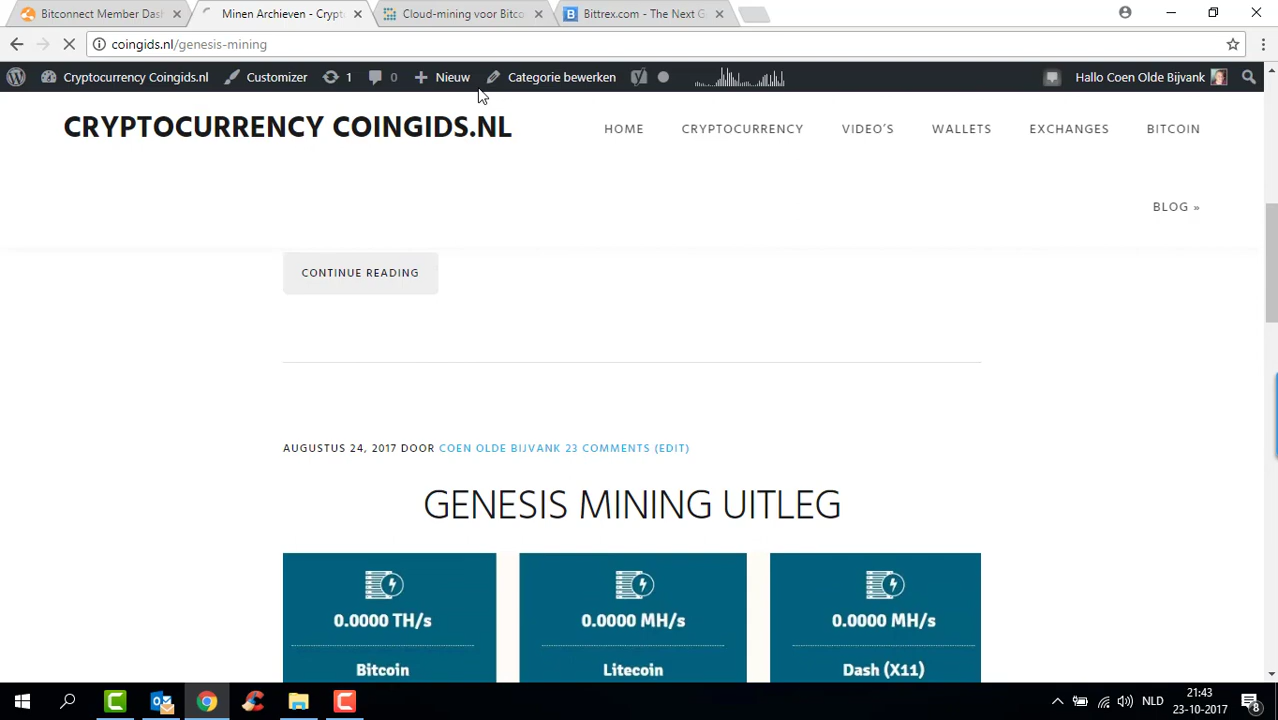 Bitconnect Member Das
Minen Archieven - Crypt
Cloud-mining voor Bitco
Bittrex.com - The Next G
coingids.nl/genesis-mining
Cryptocurrency Coingids.nl
Customizer
1
0
Nieuw
Categorie bewerken
Hallo Coen Olde Bijvank
CRYPTOCURRENCY COINGIDS.NL
HOME
CRYPTOCURRENCY
VIDEO'S
WALLETS
EXCHANGES
BITCOIN
BLOG »
CONTINUE READING
AUGUSTUS 24, 2017 DOOR COEN OLDE BIJVANK 23 COMMENTS (EDIT)
GENESIS MINING UITLEG
0.0000 TH/s
0.0000 MH/s
0.0000 MH/s
Bitcoin
Litecoin
Dash (X11)
NLD
21:43
23-10-2017
8